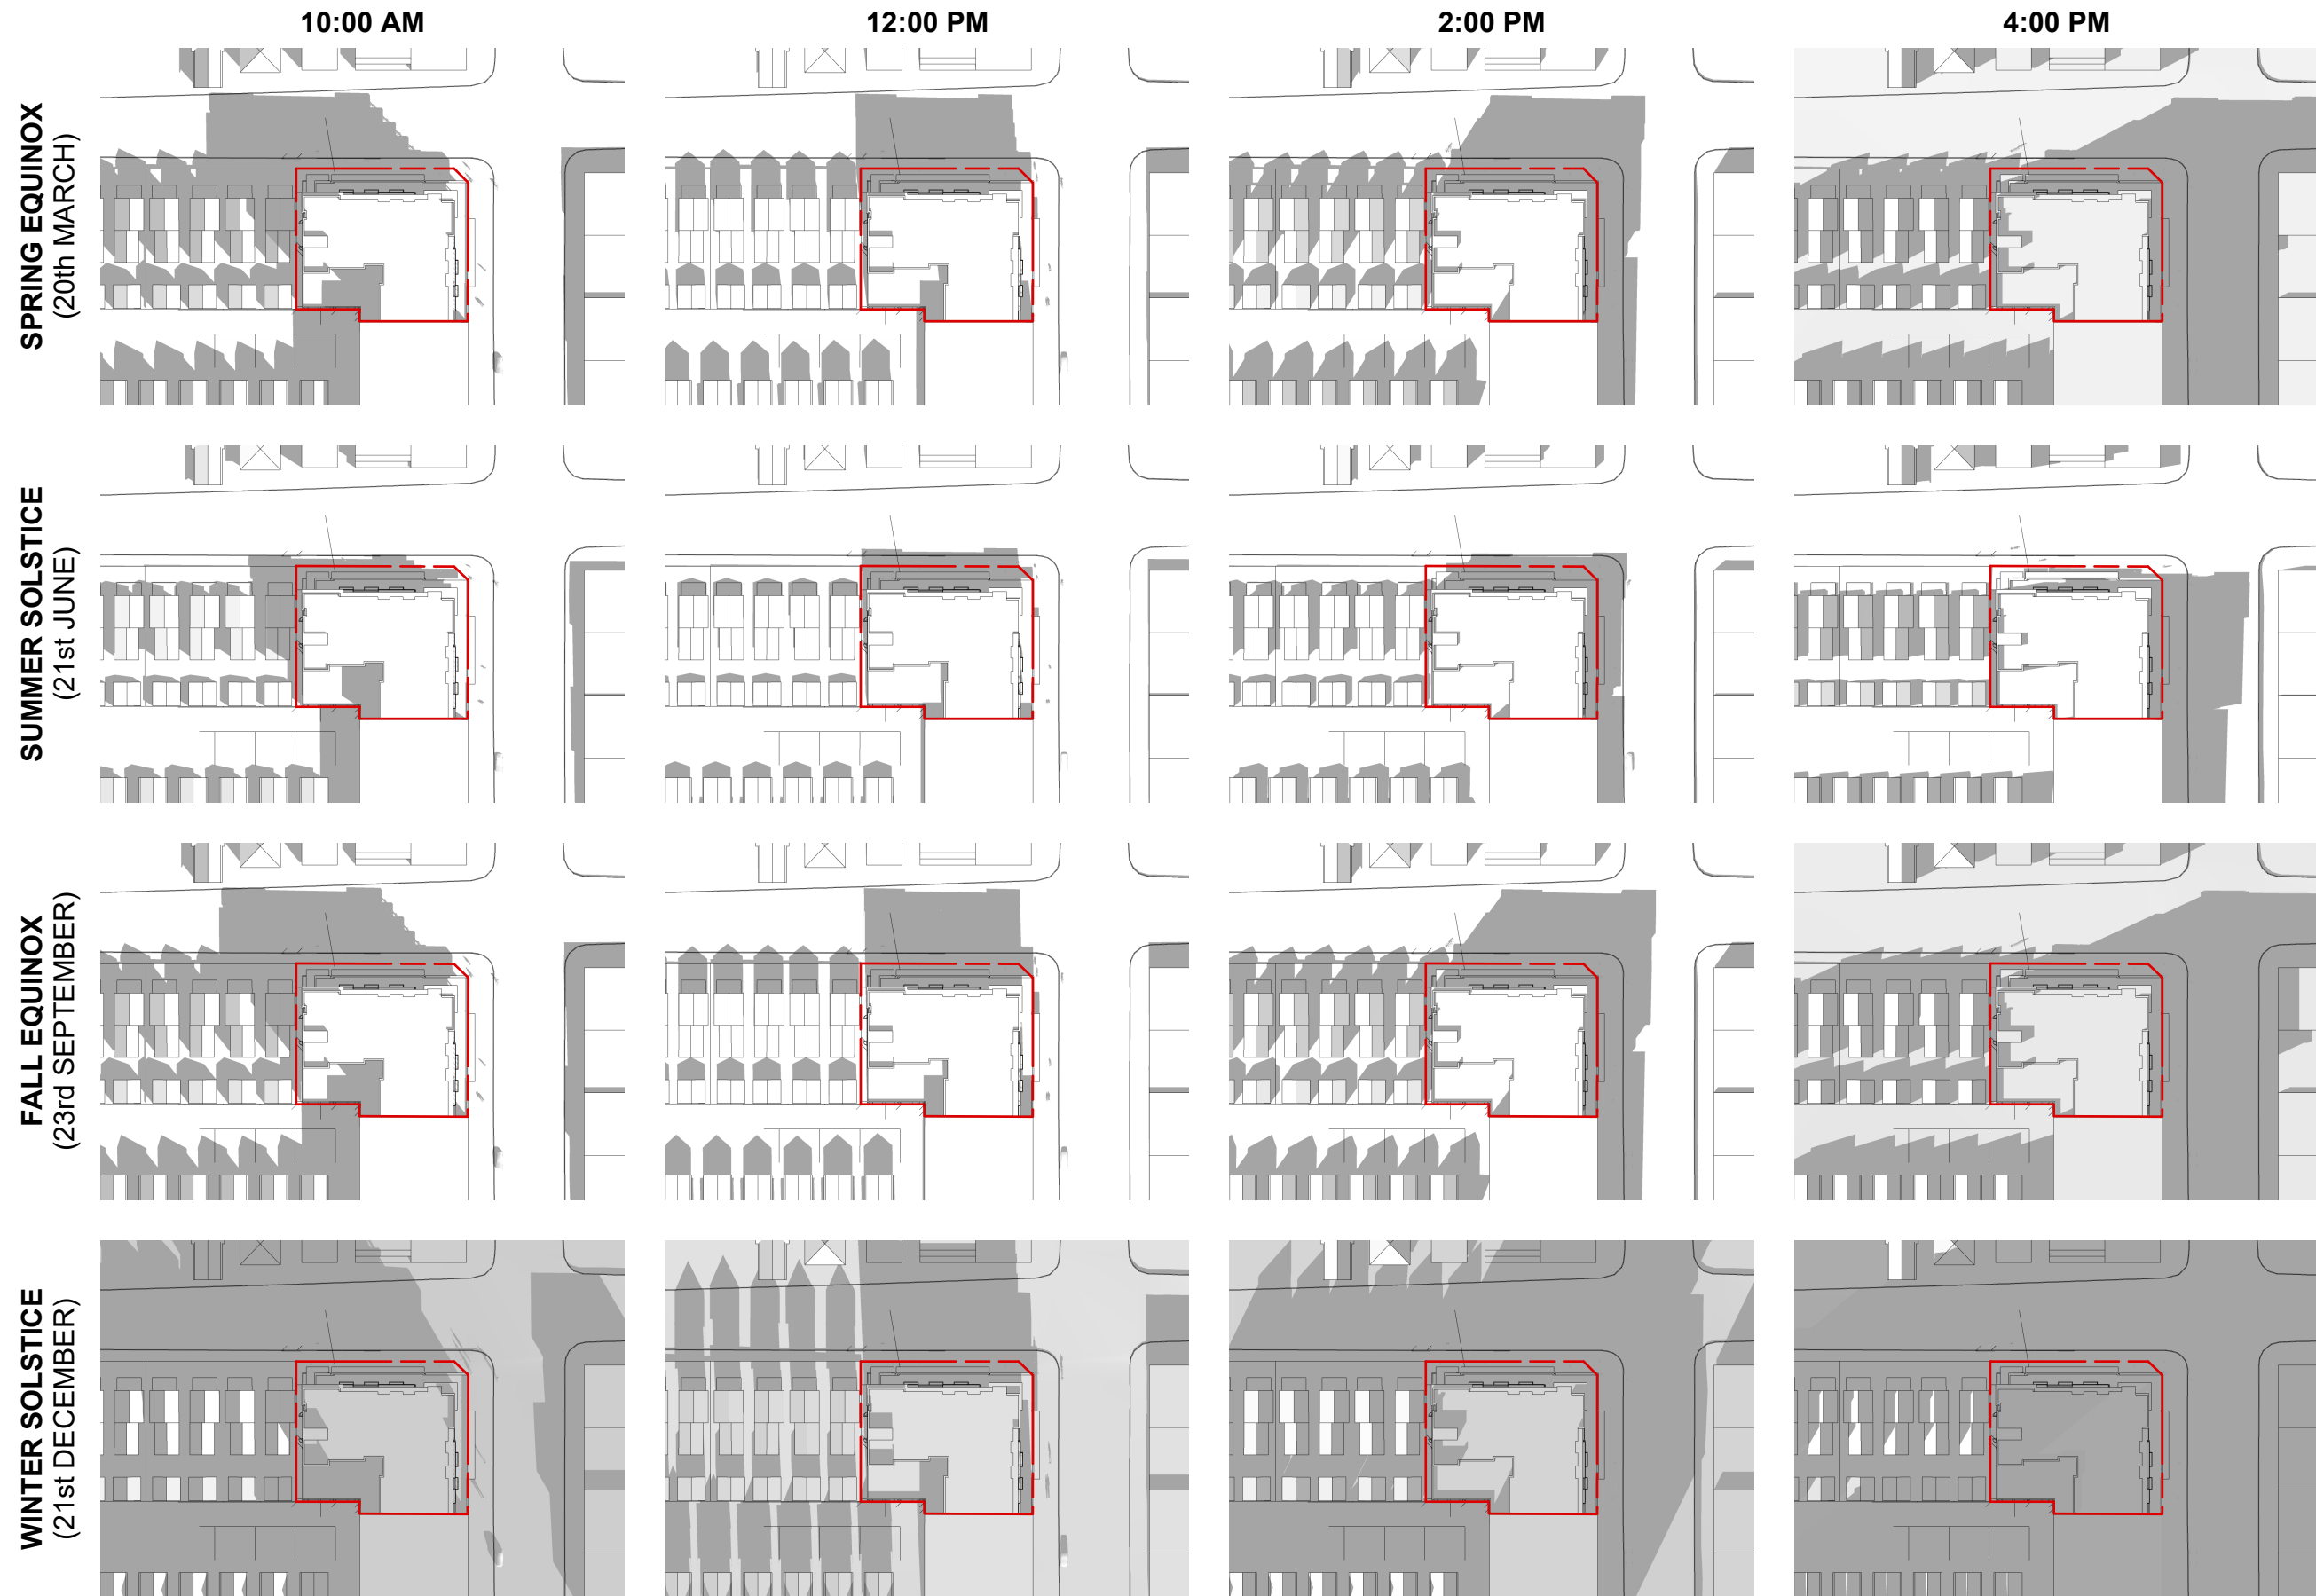 10:00 AM
12:00 PM
2:00 PM
4:00 PM
SPRING EQUINOX
(20th MARCH)
SUMMER SOLSTICE
(21st JUNE)
FALL EQUINOX
(23rd SEPTEMBER)
WINTER SOLSTICE
(21st DECEMBER)